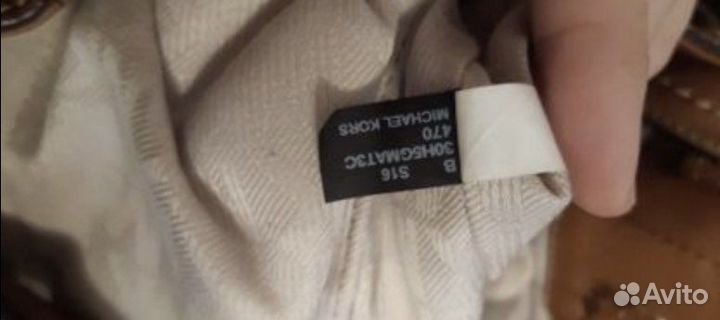 B S16
30H5GMAT3C
470
MICHAEL KORS
Avito